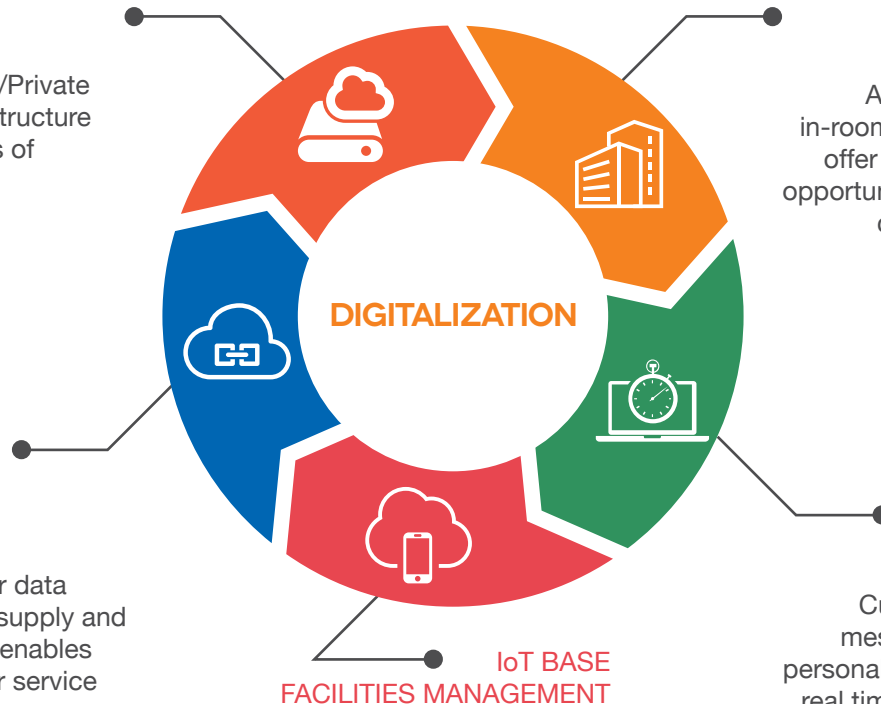 /Private
tructure
s of
A
in-room
offer
opportur
DIGITALIZATION
r data
supply and
enables
r service
IoT BASE
FACILITIES MANAGEMENT
Cu
mes
persona
real tim